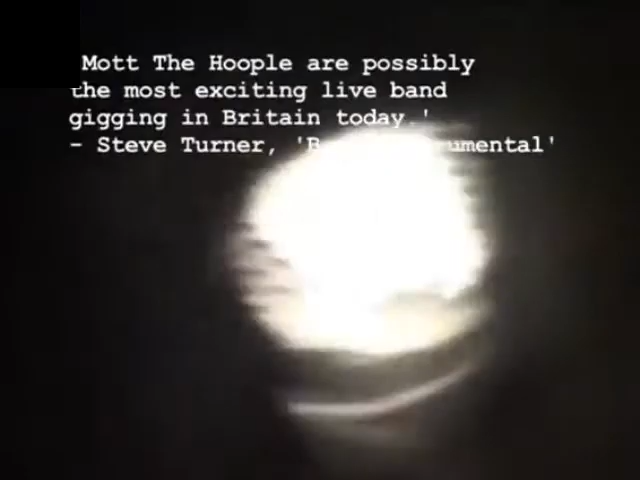 Mott The Hoople are possibly
the most exciting live band
gigging in Britain today.'
- Steve Turner,